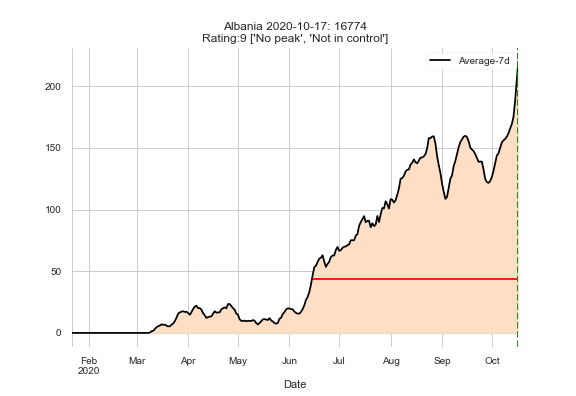 Albania 2020-10-17: 16774
Rating:9 ['No peak', 'Not in control']
Average-7d
200
150
100
50
0
Feb Mar Apr May Jun Jul Aug Sep Oct
2020
Date